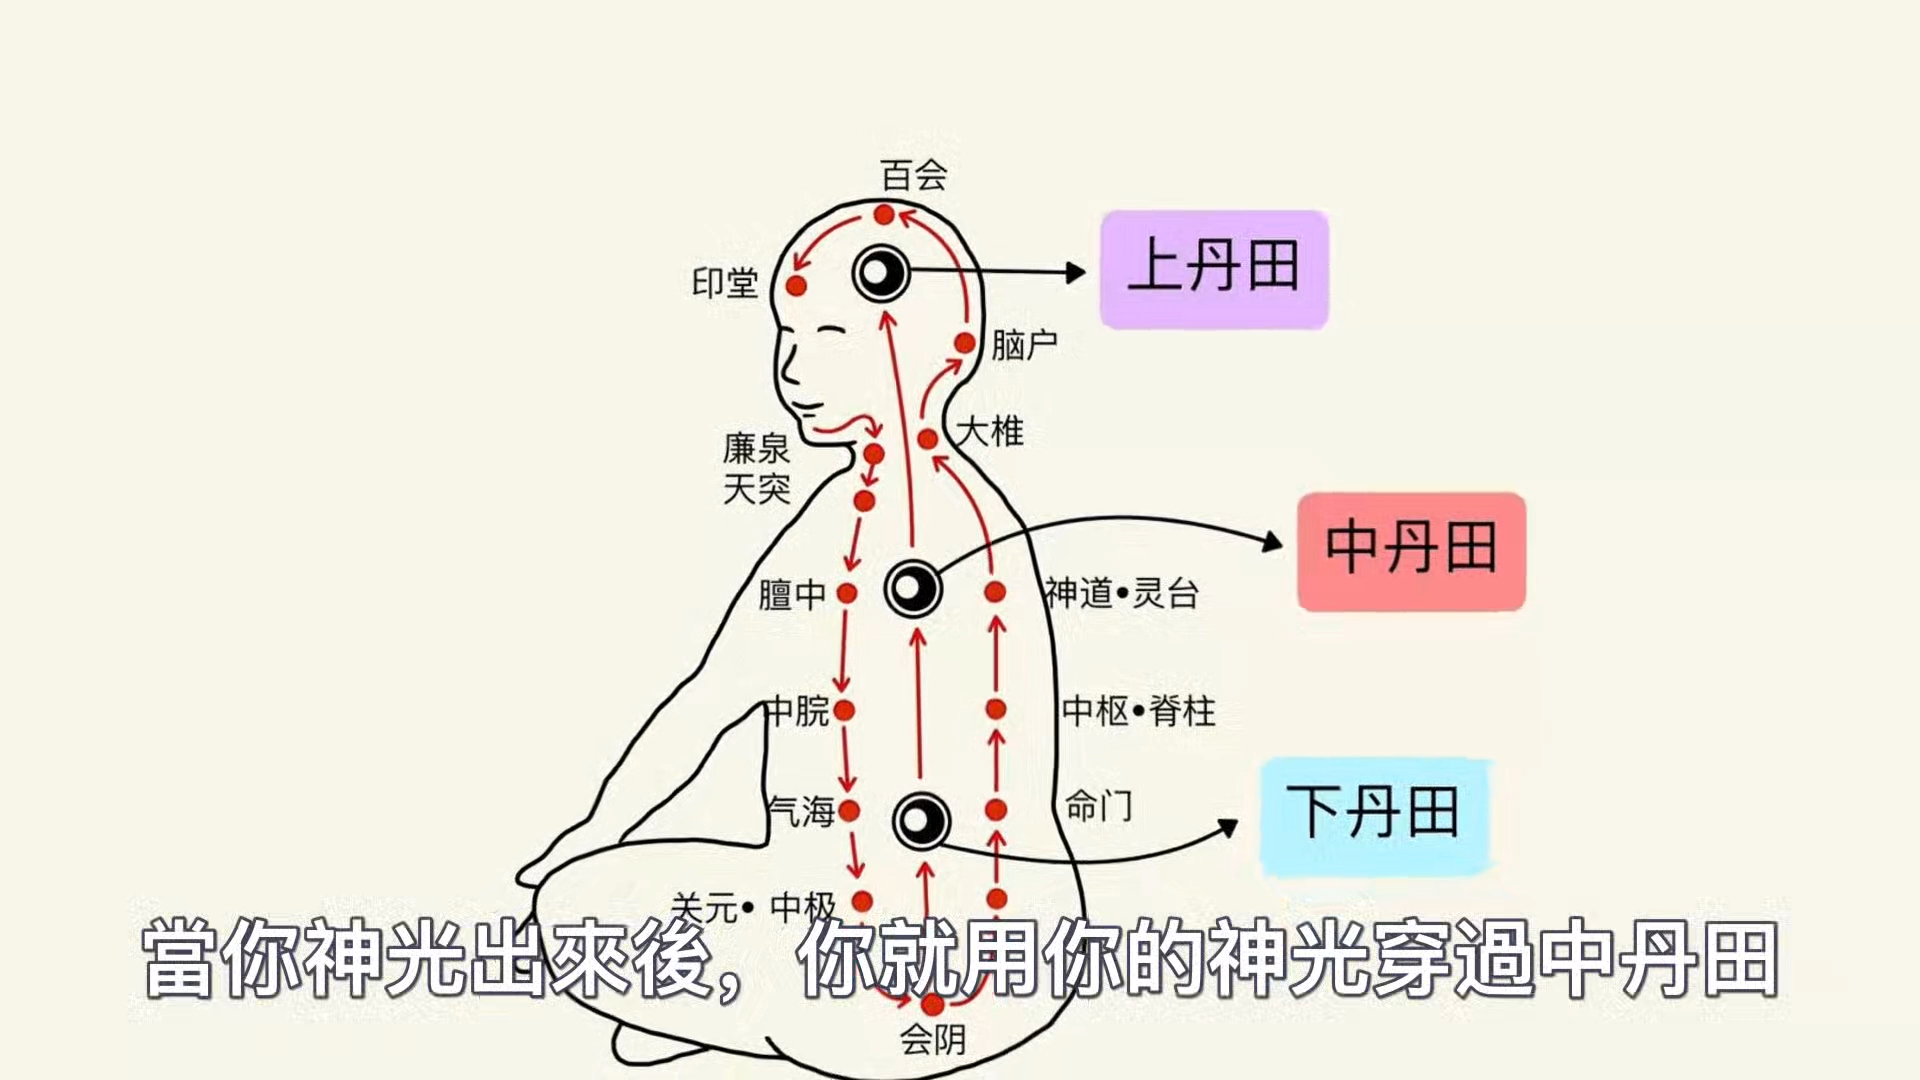 百会
上丹田
印堂
脑户
大椎
廉泉
天突
中丹田
膻中
神道•灵台
中脘
中枢•脊柱
气海
命门
下丹田
关元• 中极
當你神光出來後，你就用你的神光穿過中丹田
会阴